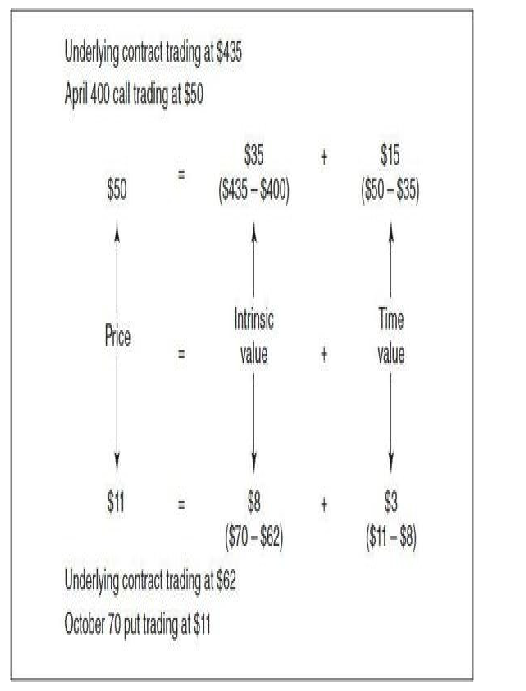 Underlying contract trading at $435
April 400 call trading at $50
$50 = $35 + $15
($435 – $400) ($50 – $35)
Price = Intrinsic value + Time value
$11 = $8 + $3
($70 – $62) ($11 – $8)
Underlying contract trading at $62
October 70 put trading at $11